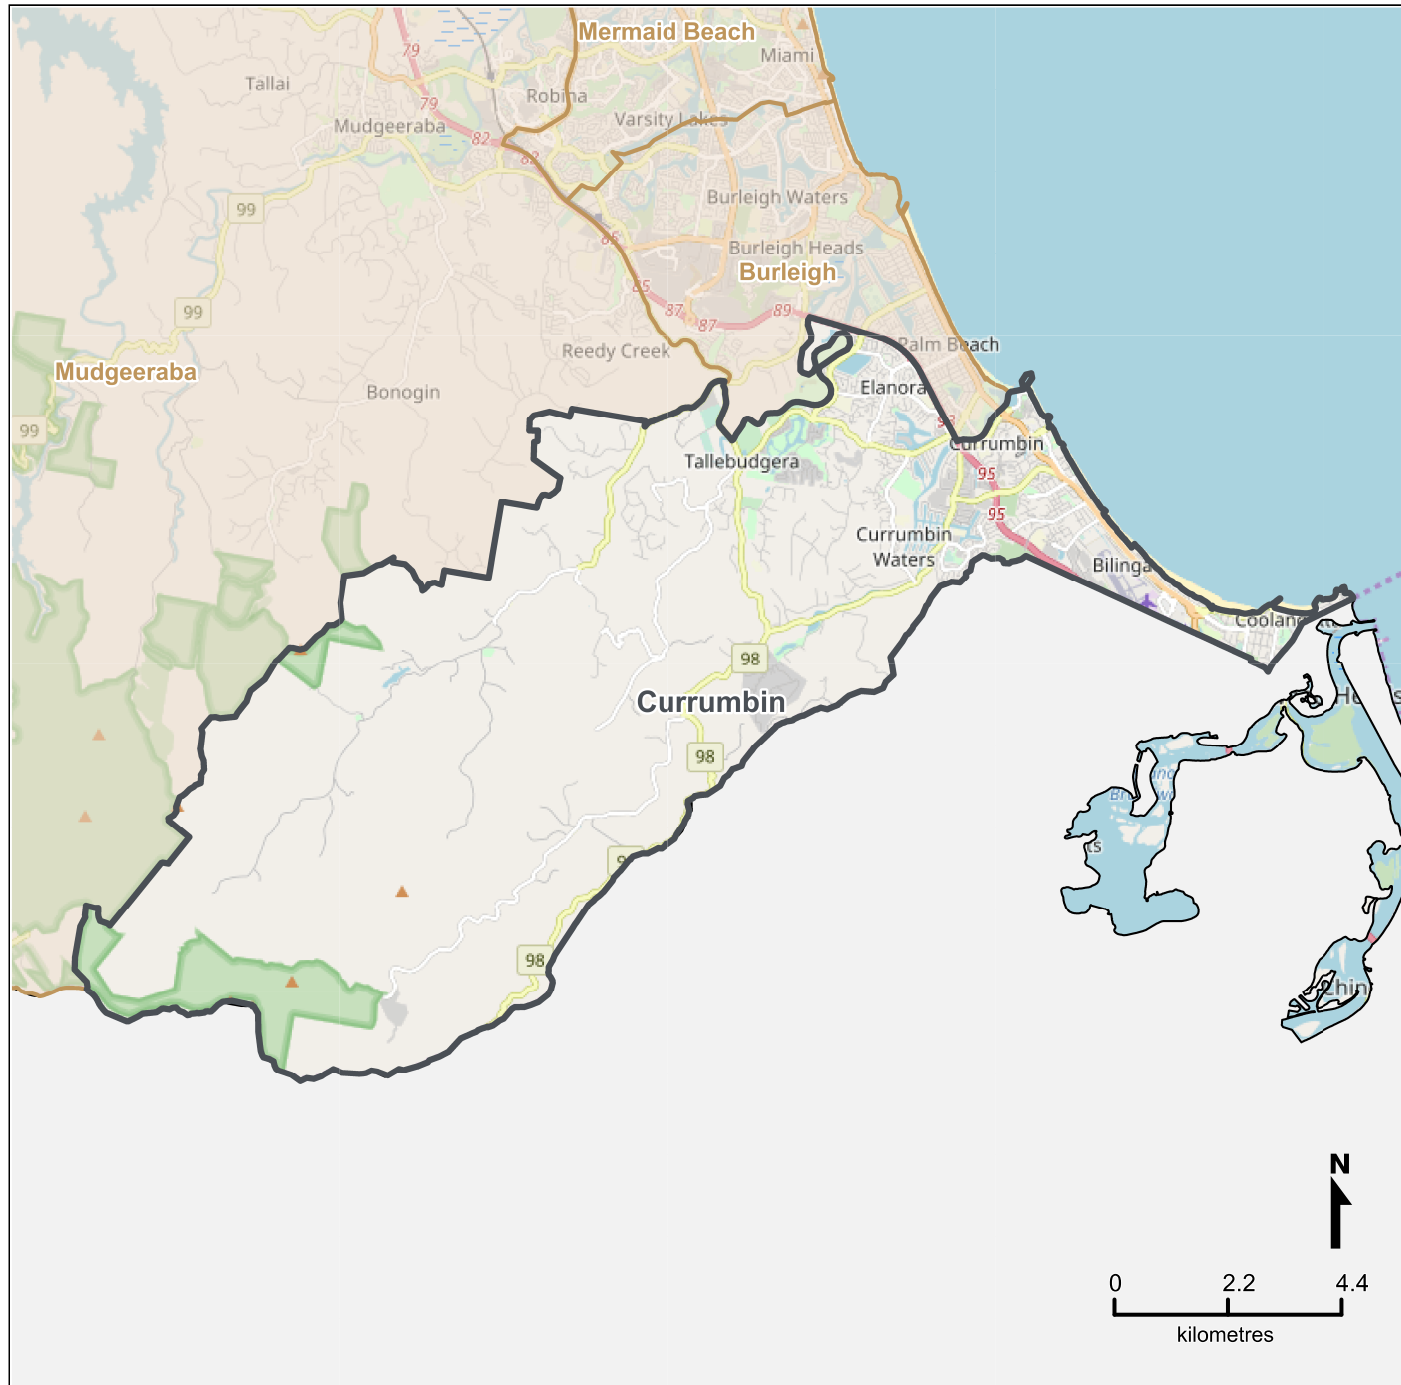 Mermaid Beach
79
Miami
Tallai
Robina
79
Mudgeeraba
Varsity Lakes
82
82
Burleigh Waters
99
85
Burleigh Heads
Burleigh
85
99
87
87
89
Palm Beach
Reedy Creek
Mudgeeraba
Elanora
Bonogin
99
93
Currumbin
Tallebudgera
95
95
Currumbin
Waters
Bilinga
98
Currumbin
98
98
N
0 2.2 4.4
kilometres